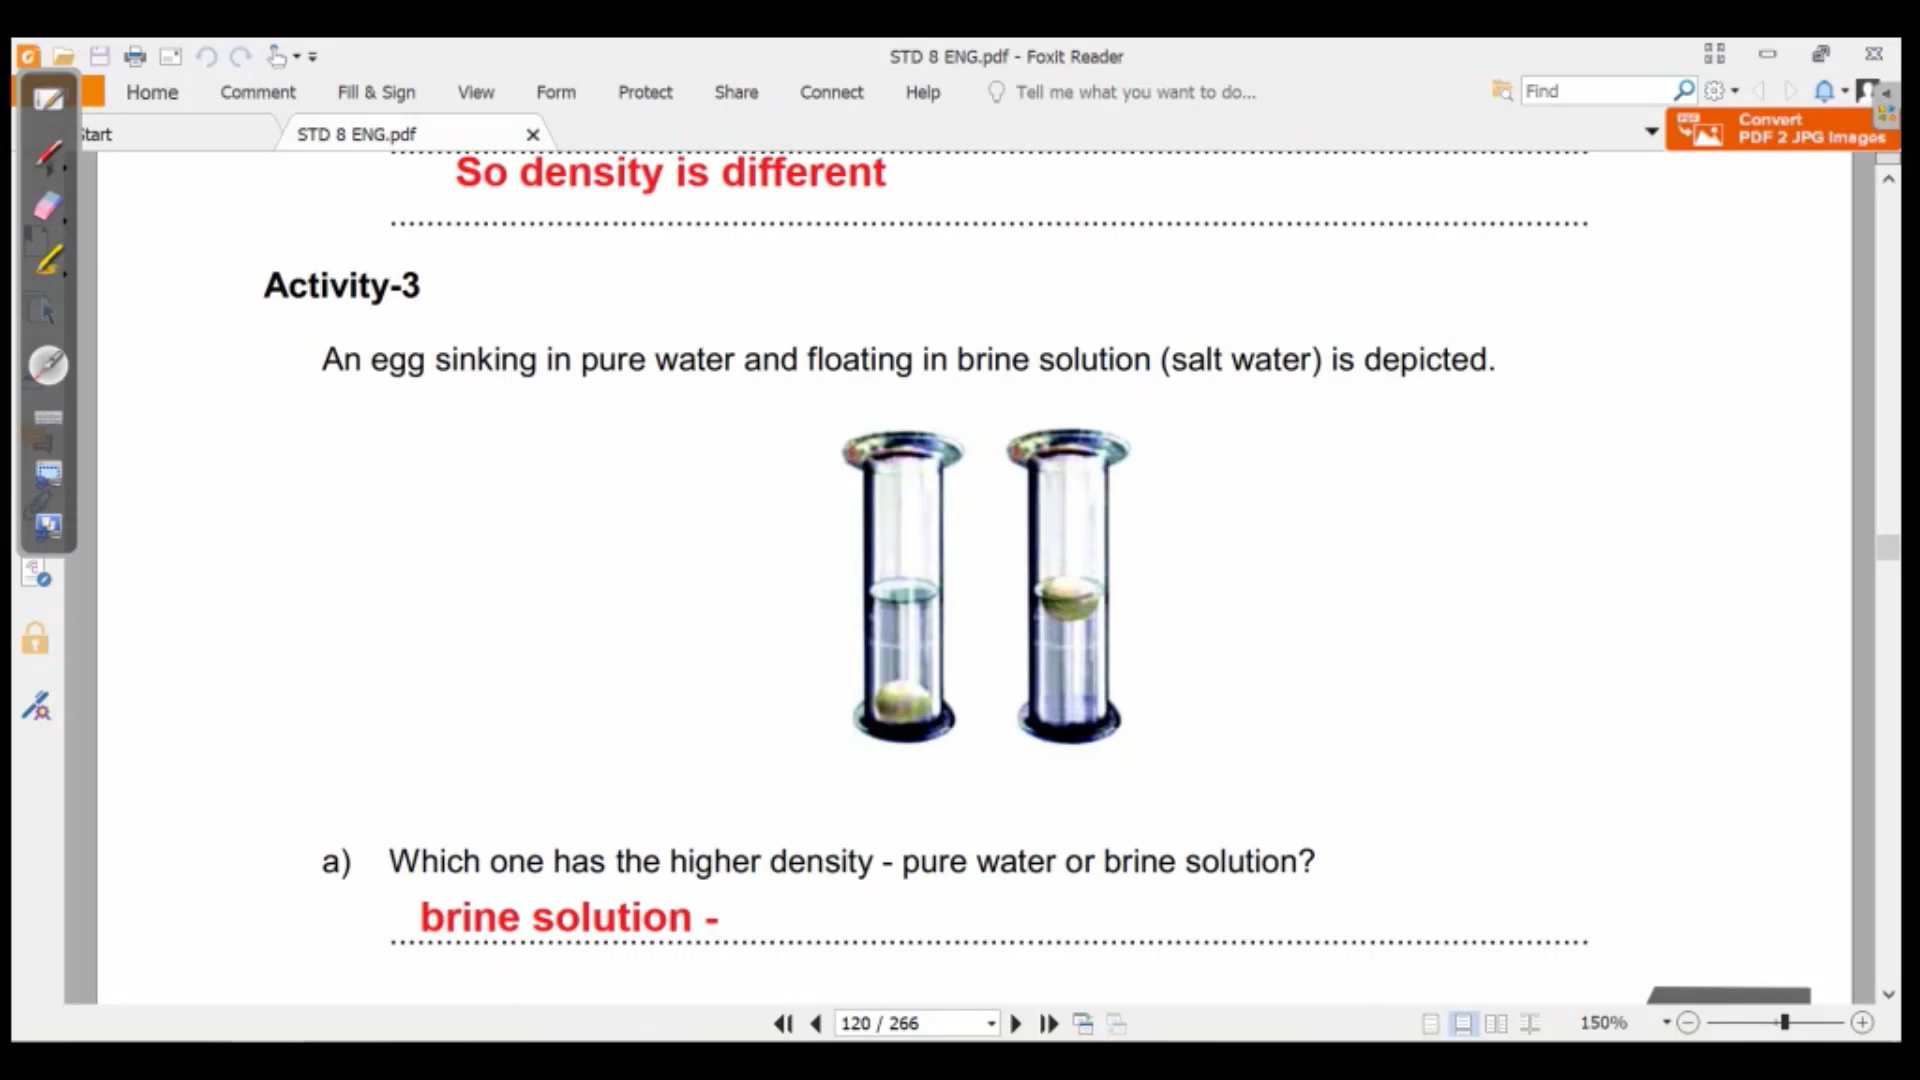 STD 8 ENG.pdf - Foxit Reader
Home Comment Fill & Sign View Form Protect Share Connect Help Tell me what you want to do... Find
Start STD 8 ENG.pdf Convert
PDF 2 JPG Images
So density is different
Activity-3
An egg sinking in pure water and floating in brine solution (salt water) is depicted.
a) Which one has the higher density - pure water or brine solution?
brine solution -
120 / 266 150%